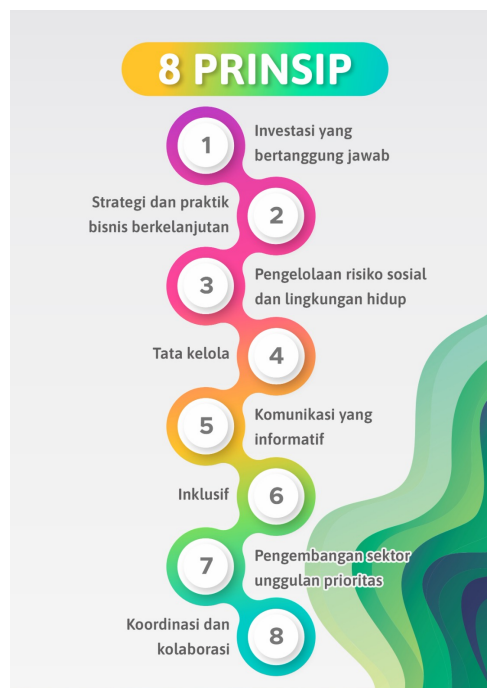 8 PRINSIP
1
Investasi yang
bertanggung jawab
Strategi dan praktik
bisnis berkelanjutan
2
3
Pengelolaan risiko sosial
dan lingkungan hidup
Tata kelola
4
5
Komunikasi yang
informatif
Inklusif
6
7
Pengembangan sektor
unggulan prioritas
Koordinasi dan
kolaborasi
8